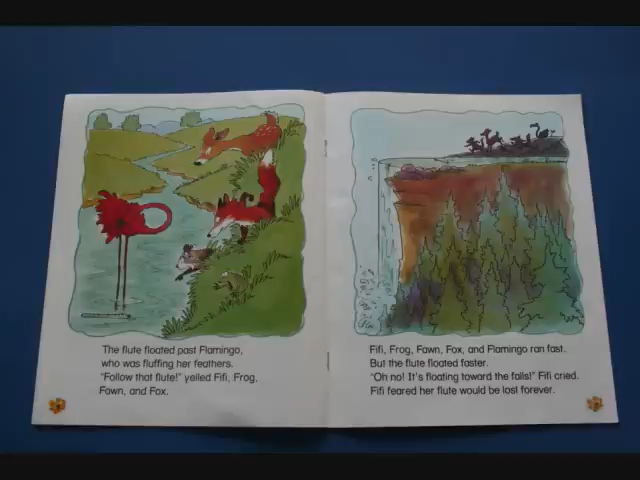 The flute floated past Flamingo,
who was fluffing her feathers.
"Follow that flute!" yelled Fifi, Frog,
Fawn, and Fox.
Fifi, Frog, Fawn, Fox, and Flamingo ran fast.
But the flute floated faster.
"Oh no! It's floating toward the falls!" Fifi cried.
Fifi feared her flute would be lost forever.